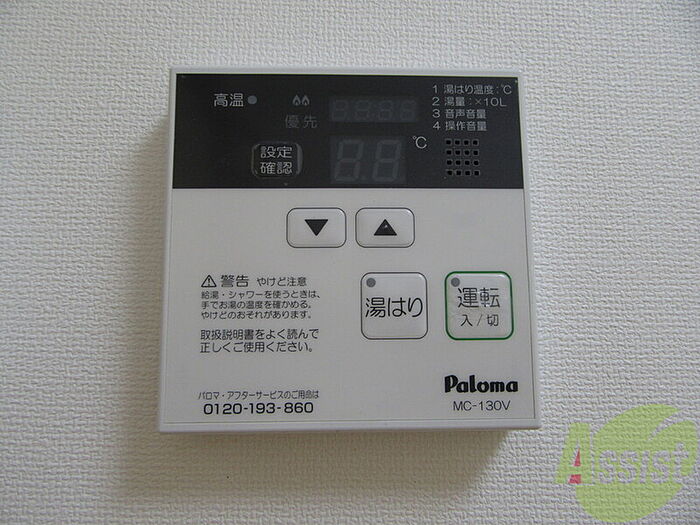 高温
優先
設定
確認
88:88
8.8
℃
1 湯はり温度:℃
2 湯量:×10L
3 音声音量
4 操作音量
▼
▲
⚠警告 やけど注意
給湯・シャワーを使うときは、
手でお湯の温度を確かめる。
やけどのおそれがあります。
取扱説明書をよく読んで
正しくご使用ください。
湯はり
運転
入/切
パロマ・アフターサービスのご用品は
0120-193-860
Paloma
MC-130V
Assist